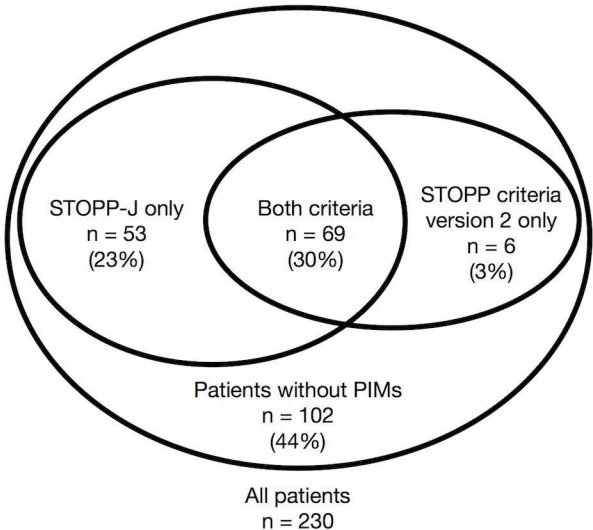 STOPP-J only
n = 53
(23%)
Both criteria
n = 69
(30%)
STOPP criteria
version 2 only
n = 6
(3%)
Patients without PIMs
n = 102
(44%)
All patients
n = 230